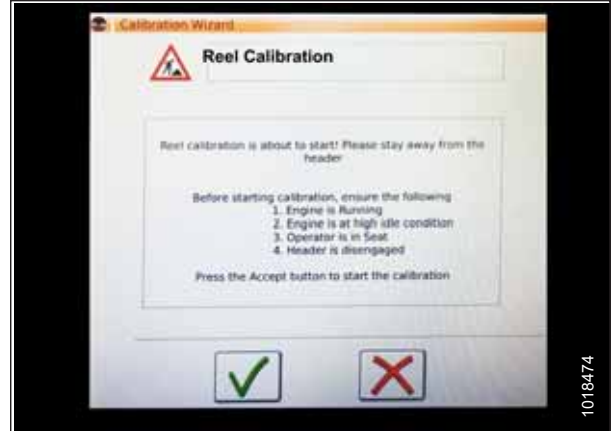 Calibration Wizard
Reel Calibration
Reel calibration is about to start! Please stay away from the
header
Before starting calibration, ensure the following
1. Engine is Running
2. Engine is at high idle condition
3. Operator is in Seat
4. Header is disengaged
Press the Accept button to start the calibration
1018474